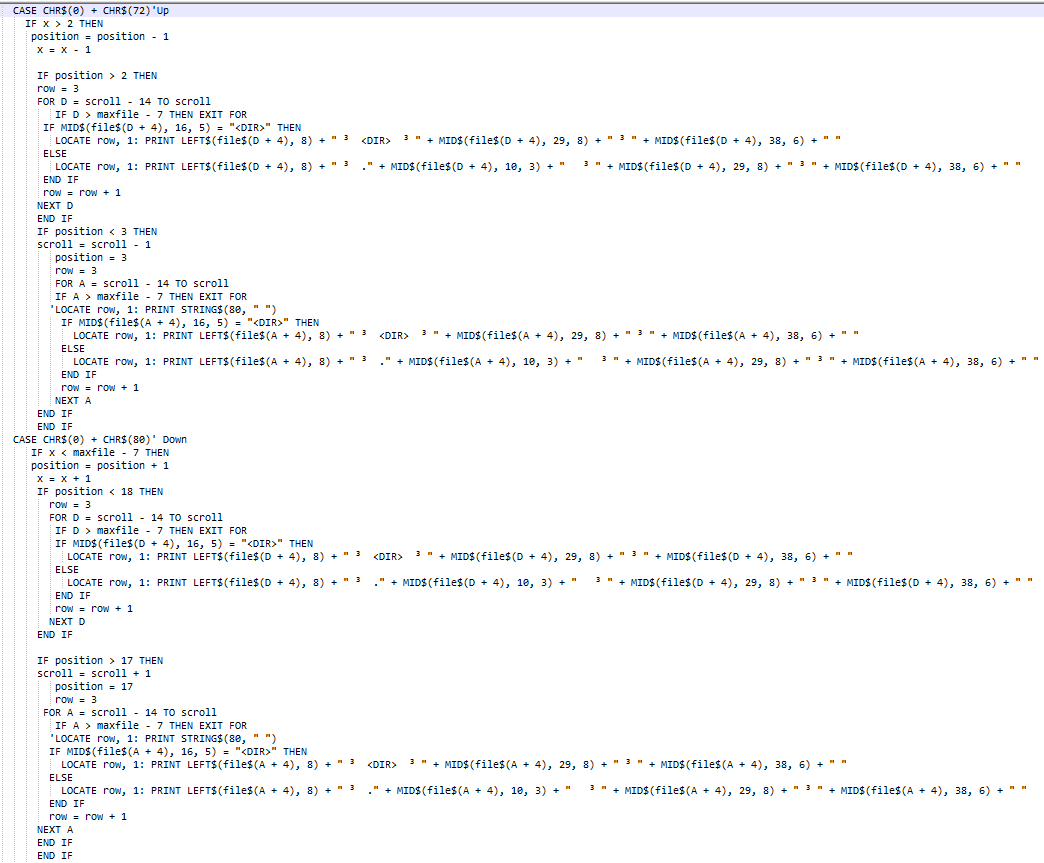 CASE CHR$(0) + CHR$(72)'Up
IF x > 2 THEN
position = position - 1
x = x - 1
IF position > 2 THEN
row = 3
FOR D = scroll - 14 TO scroll
IF D > maxfile - 7 THEN EXIT FOR
IF MID$(file$(D + 4), 16, 5) = "<DIR>" THEN
LOCATE row, 1: PRINT LEFT$(file$(D + 4), 8) + " ³  <DIR>  ³ " + MID$(file$(D + 4), 29, 8) + " ³ " + MID$(file$(D + 4), 38, 6) + " "
ELSE
LOCATE row, 1: PRINT LEFT$(file$(D + 4), 8) + " ³  ." + MID$(file$(D + 4), 10, 3) + "   ³ " + MID$(file$(D + 4), 29, 8) + " ³ " + MID$(file$(D + 4), 38, 6) + " "
END IF
row = row + 1
NEXT D
END IF
IF position < 3 THEN
scroll = scroll - 1
position = 3
row = 3
FOR A = scroll - 14 TO scroll
IF A > maxfile - 7 THEN EXIT FOR
'LOCATE row, 1: PRINT STRING$(80, " ")
IF MID$(file$(A + 4), 16, 5) = "<DIR>" THEN
LOCATE row, 1: PRINT LEFT$(file$(A + 4), 8) + " ³  <DIR>  ³ " + MID$(file$(A + 4), 29, 8) + " ³ " + MID$(file$(A + 4), 38, 6) + " "
ELSE
LOCATE row, 1: PRINT LEFT$(file$(A + 4), 8) + " ³  ." + MID$(file$(A + 4), 10, 3) + "   ³ " + MID$(file$(A + 4), 29, 8) + " ³ " + MID$(file$(A + 4), 38, 6) + " "
END IF
row = row + 1
NEXT A
END IF
END IF
CASE CHR$(0) + CHR$(80)' Down
IF x < maxfile - 7 THEN
position = position + 1
x = x + 1
IF position < 18 THEN
row = 3
FOR D = scroll - 14 TO scroll
IF D > maxfile - 7 THEN EXIT FOR
IF MID$(file$(D + 4), 16, 5) = "<DIR>" THEN
LOCATE row, 1: PRINT LEFT$(file$(D + 4), 8) + " ³  <DIR>  ³ " + MID$(file$(D + 4), 29, 8) + " ³ " + MID$(file$(D + 4), 38, 6) + " "
ELSE
LOCATE row, 1: PRINT LEFT$(file$(D + 4), 8) + " ³  ." + MID$(file$(D + 4), 10, 3) + "   ³ " + MID$(file$(D + 4), 29, 8) + " ³ " + MID$(file$(D + 4), 38, 6) + " "
END IF
row = row + 1
NEXT D
END IF
IF position > 17 THEN
scroll = scroll + 1
position = 17
row = 3
FOR A = scroll - 14 TO scroll
IF A > maxfile - 7 THEN EXIT FOR
'LOCATE row, 1: PRINT STRING$(80, " ")
IF MID$(file$(A + 4), 16, 5) = "<DIR>" THEN
LOCATE row, 1: PRINT LEFT$(file$(A + 4), 8) + " ³  <DIR>  ³ " + MID$(file$(A + 4), 29, 8) + " ³ " + MID$(file$(A + 4), 38, 6) + " "
ELSE
LOCATE row, 1: PRINT LEFT$(file$(A + 4), 8) + " ³  ." + MID$(file$(A + 4), 10, 3) + "   ³ " + MID$(file$(A + 4), 29, 8) + " ³ " + MID$(file$(A + 4), 38, 6) + " "
END IF
row = row + 1
NEXT A
END IF
END IF